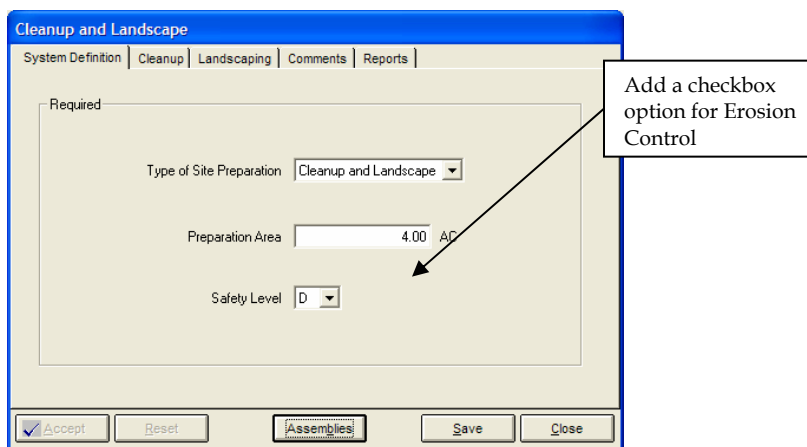 Cleanup and Landscape
System Definition Cleanup Landscaping Comments Reports
Add a checkbox
option for Erosion
Control
Required
Type of Site Preparation Cleanup and Landscape
Preparation Area 4.00 AC
Safety Level D
Accept Reset Assemblies Save Close